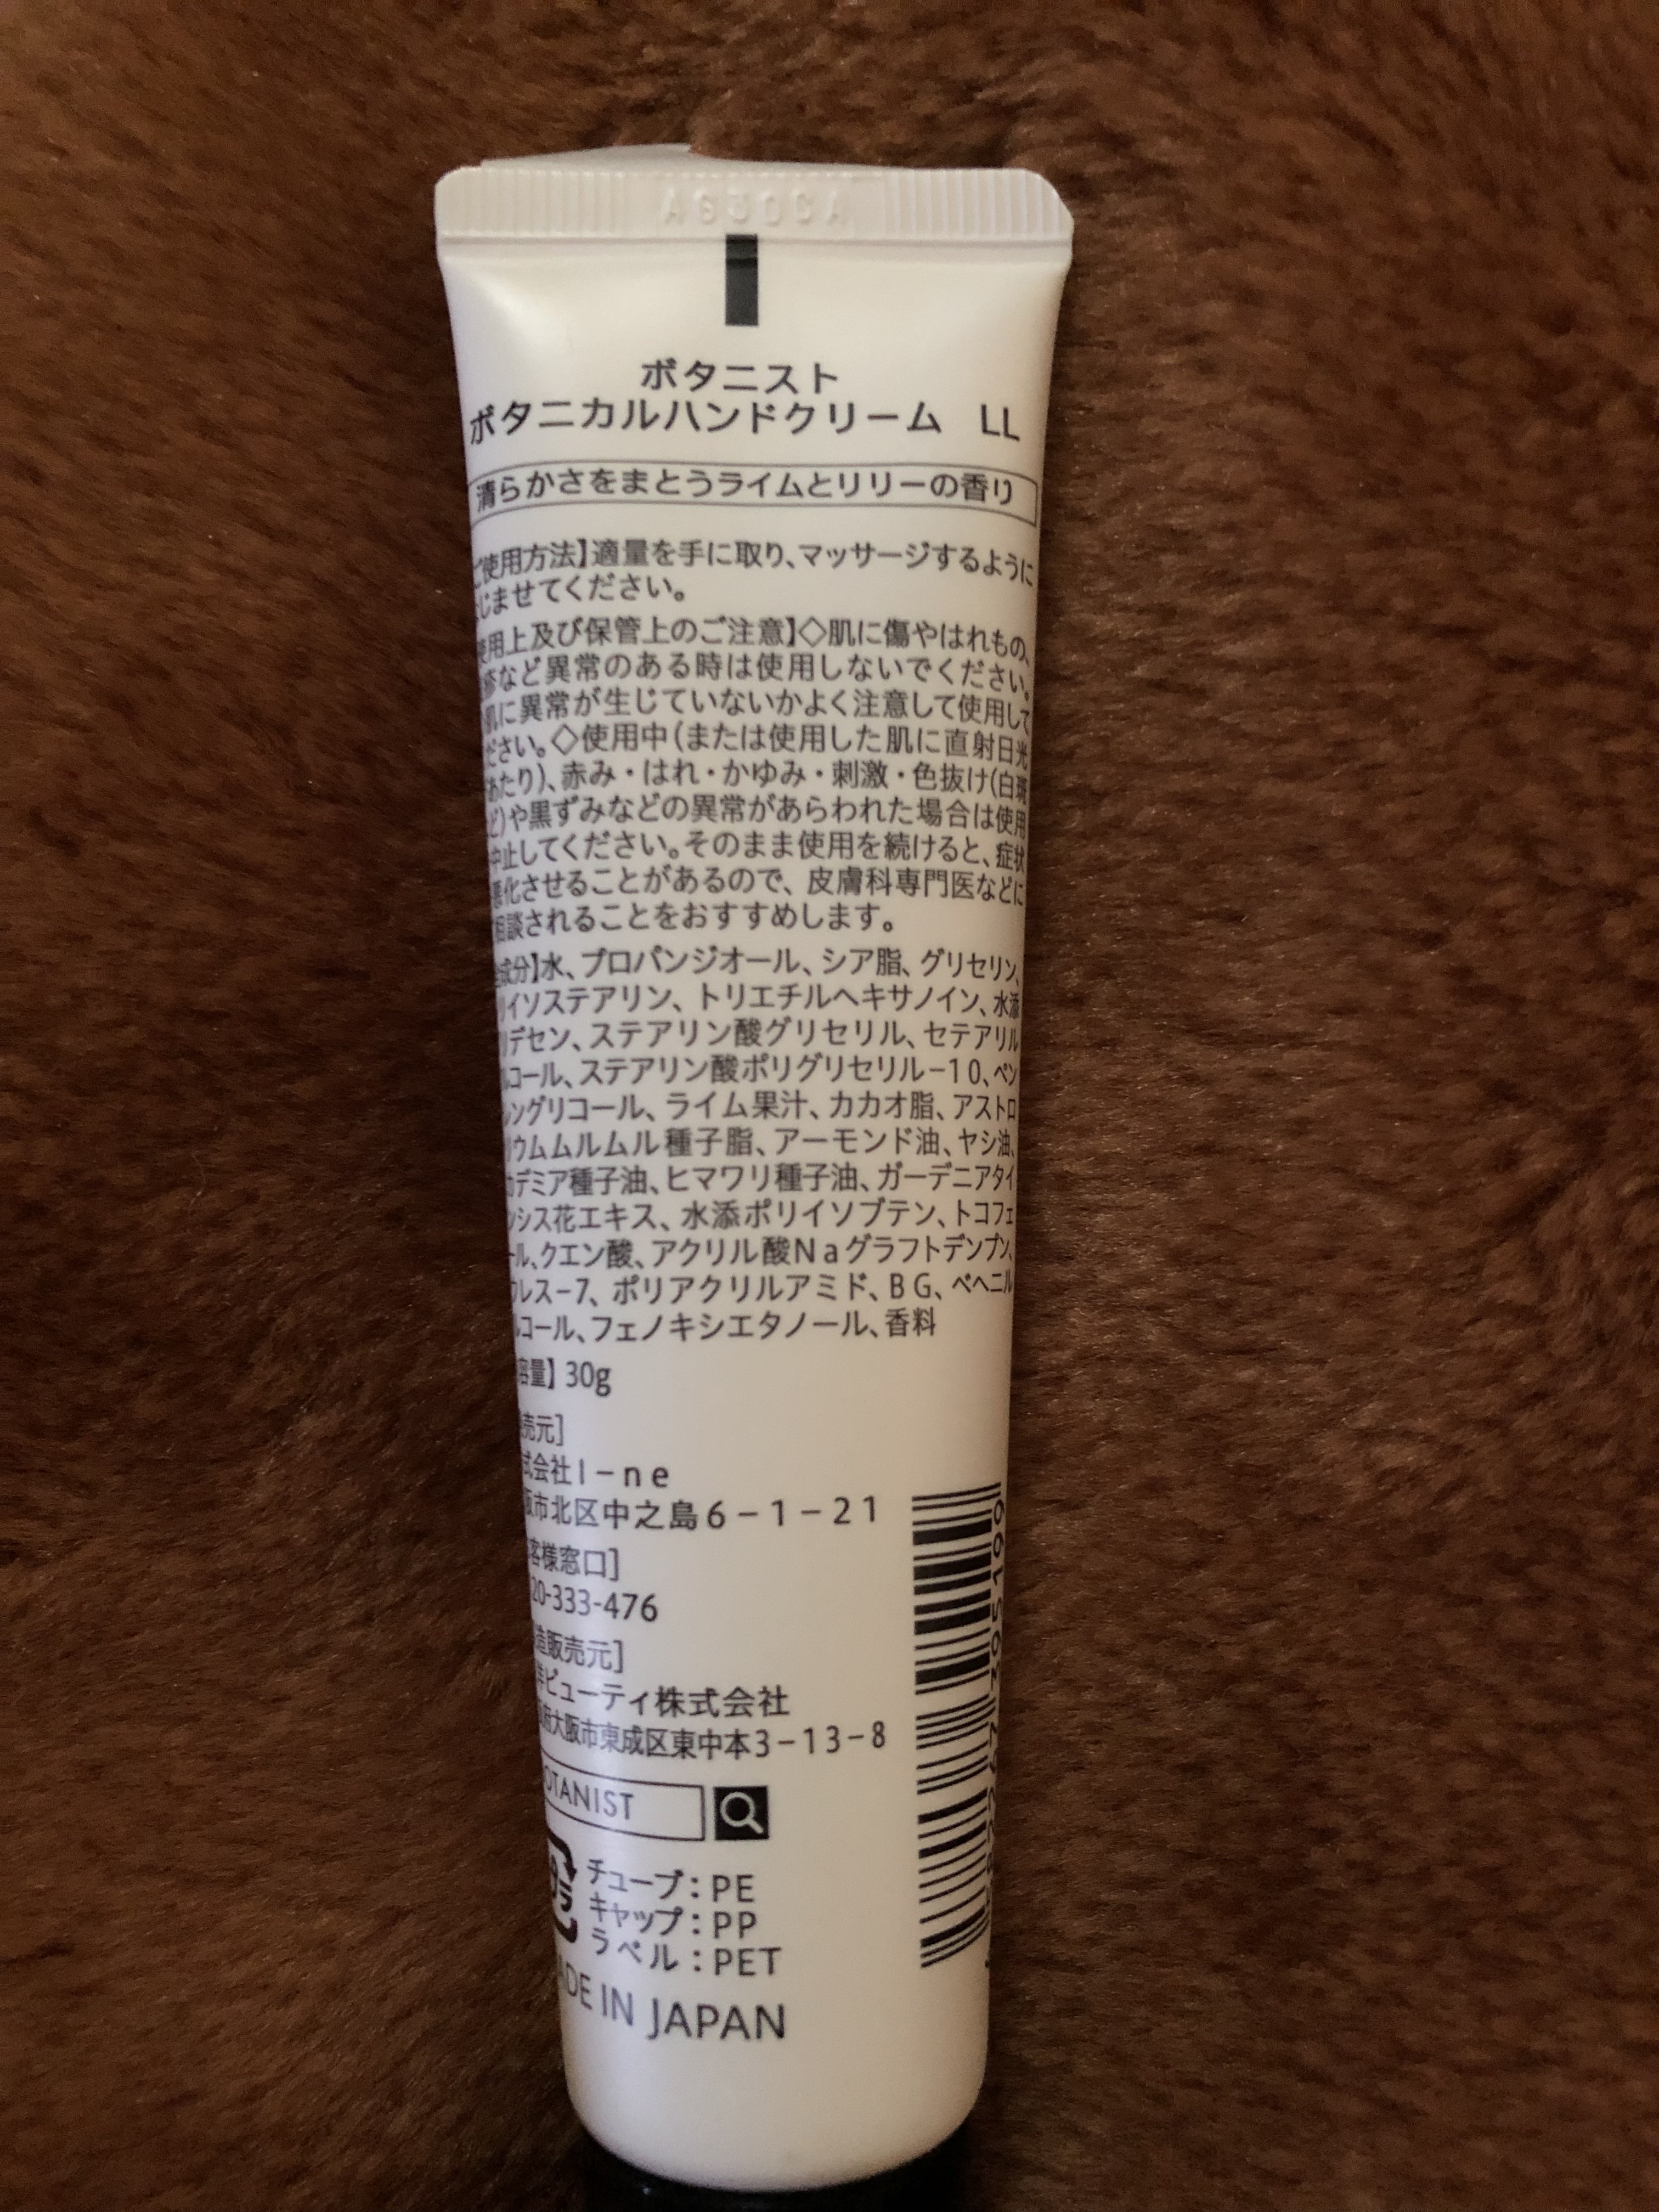 ボタニスト
ボタニカルハンドクリーム LL
清らかさをまとうライムとリリーの香り
ご使用方法】適量を手に取り、マッサージするように
じませてください。
使用上及び保管上のご注意】◇肌に傷やはれもの、
疹など異常のある時は使用しないでください。
肌に異常が生じていないかよく注意して使用して
ださい。◇使用中(または使用した肌に直射日光
あたり)、赤み・はれ・かゆみ・刺激・色抜け(白斑
ど)や黒ずみなどの異常があらわれた場合は使用
中止してください。そのまま使用を続けると、症状
悪化させることがあるので、皮膚科専門医などに
相談されることをおすすめします。
成分】水、プロパンジオール、シア脂、グリセリン、
リイソステアリン、トリエチルヘキサノイン、水添
リデセン、ステアリン酸グリセリル、セテアリル
ルコール、ステアリン酸ポリグリセリル-10、ペン
レングリコール、ライム果汁、カカオ脂、アストロ
リウムムルムル種子脂、アーモンド油、ヤシ油、
カデミア種子油、ヒマワリ種子油、ガーデニアタイ
ンシス花エキス、水添ポリイソブテン、トコフェ
ール、クエン酸、アクリル酸Naグラフトデンプン、
ウレス-7、ポリアクリルアミド、BG、ベヘニル
ルコール、フェノキシエタノール、香料
容量】30g
売元]
式会社I-ne
阪市北区中之島6-1-21
客様窓口]
20-333-476
造販売元]
洋ビューティ株式会社
府大阪市東成区東中本3-13-8
OTANIST
チューブ:PE
キャップ:PP
ラベル:PET
ADE IN JAPAN